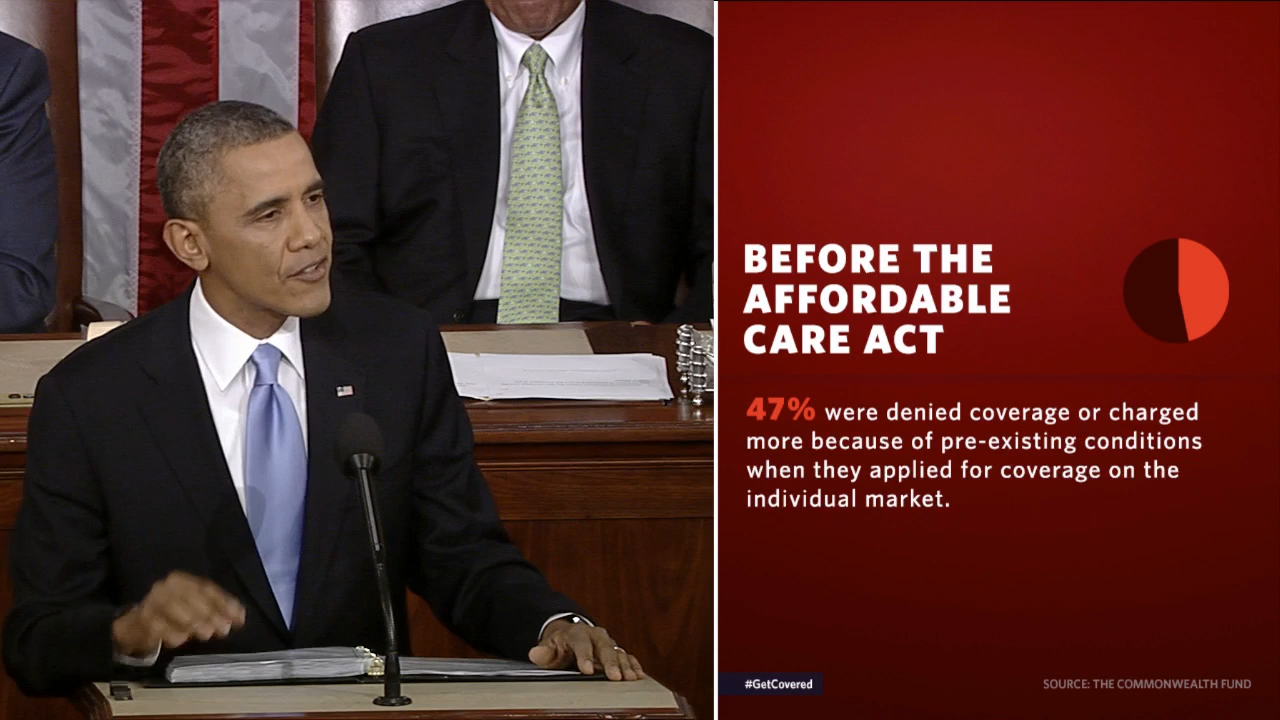 BEFORE THE
AFFORDABLE
CARE ACT
47% were denied coverage or charged
more because of pre-existing conditions
when they applied for coverage on the
individual market.
#GetCovered
SOURCE: THE COMMONWEALTH FUND